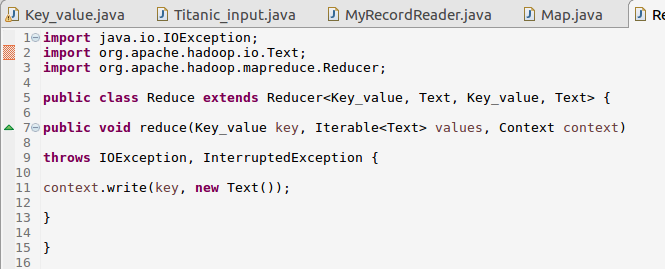 Key_value.java Titanic_input.java MyRecordReader.java Map.java Re
1 import java.io.IOException;
2 import org.apache.hadoop.io.Text;
3 import org.apache.hadoop.mapreduce.Reducer;
4
5 public class Reduce extends Reducer<Key_value, Text, Key_value, Text> {
6
7 public void reduce(Key_value key, Iterable<Text> values, Context context)
8
9 throws IOException, InterruptedException {
10
11 context.write(key, new Text());
12
13 }
14
15 }
16